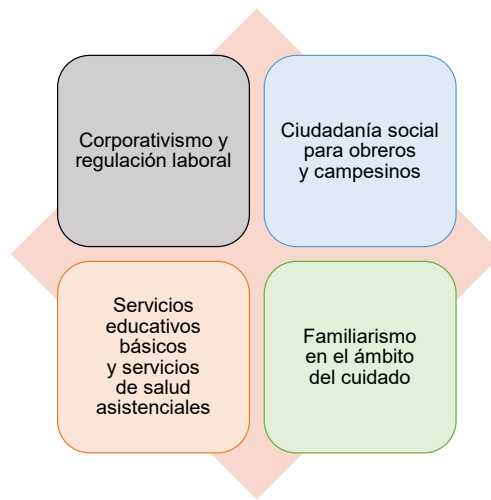 Corporativismo y
regulación laboral
Ciudadanía social
para obreros
y campesinos
Servicios
educativos
básicos
y servicios
de salud
asistenciales
Familiarismo
en el ámbito
del cuidado